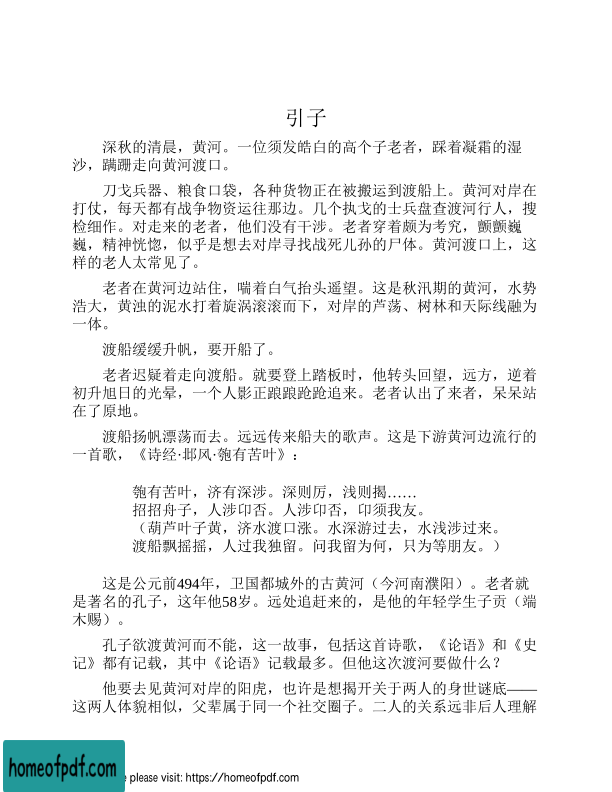 引子
深秋的清晨，黄河。一位须发皓白的高个子老者，踩着凝霜的湿
沙，蹒跚走向黄河渡口。
刀戈兵器、粮食口袋，各种货物正在被搬运到渡船上。黄河对岸在
打仗，每天都有战争物资运往那边。几个执戈的士兵盘查渡河行人，搜
检细作。对走来的老者，他们没有干涉。老者穿着颇为考究，颤颤巍
巍，精神恍惚，似乎是想去对岸寻找战死儿孙的尸体。黄河渡口上，这
样的老人太常见了。
老者在黄河边站住，喘着白气抬头遥望。这是秋汛期的黄河，水势
浩大，黄浊的泥水打着旋涡滚滚而下，对岸的芦荡、树林和天际线融为
一体。
渡船缓缓升帆，要开船了。
老者迟疑着走向渡船。就要登上踏板时，他转头回望，远方，逆着
初升旭日的光晕，一个人影正踉踉跄跄追来。老者认出了来者，呆呆站
在了原地。
渡船扬帆漂荡而去。远远传来船夫的歌声。这是下游黄河边流行的
一首歌，《诗经·邶风·匏有苦叶》：
匏有苦叶，济有深涉。深则厉，浅则揭……
招招舟子，人涉卬否。人涉卬否，卬须我友。
（葫芦叶子黄，济水渡口涨。水深游过去，水浅涉过来。
渡船飘摇摇，人过我独留。问我留为何，只为等朋友。）
这是公元前494年，卫国都城外的古黄河（今河南濮阳）。老者就
是著名的孔子，这年他58岁。远处追赶来的，是他的年轻学生子贡（端
木赐）。
孔子欲渡黄河而不能，这一故事，包括这首诗歌，《论语》和《史
记》都有记载，其中《论语》记载最多。但他这次渡河要做什么？
他要去见黄河对岸的阳虎，也许是想揭开关于两人的身世谜底——
这两人体貌相似，父辈属于同一个社交圈子。二人的关系远非后人理解
homeofpdf.com
e please visit: https://homeofpdf.com